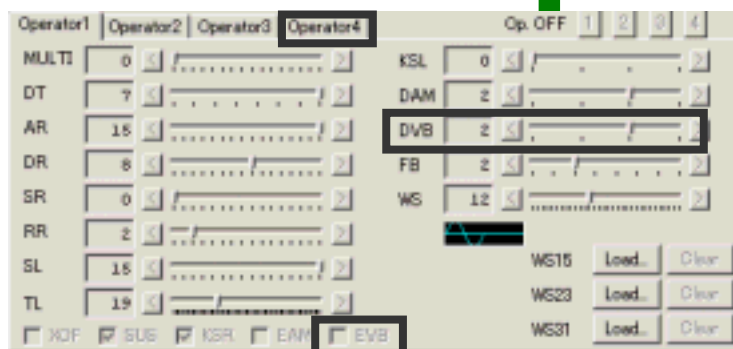 Operator1 Operator2 Operator3 Operator4 Op. OFF 1 2 3 4
MULTI 0 KSL 0
DT 7 DAM 2
AR 15 DVB 2
DR 8 FB 2
SR 0 WS 12
RR 2
SL 15 WS15 Load... Clear
TL 19 WS23 Load... Clear
XOF SUS KSR EAM EVB WS31 Load... Clear